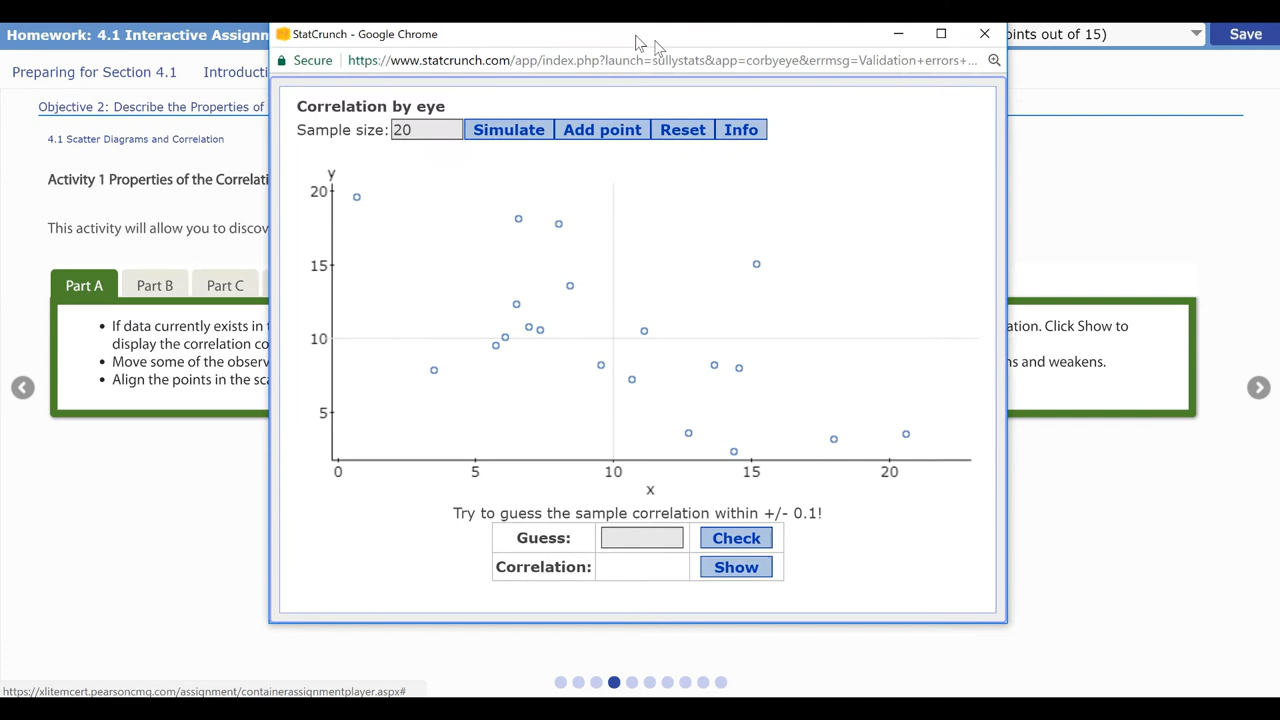 StatCrunch - Google Chrome
Homework: 4.1 Interactive Assignm
oints out of 15)
Save
Secure
https://www.statcrunch.com/app/index.php?launch=sullystats&app=corbyeye&errmsg=Validation+errors+...
Preparing for Section 4.1
Introducti
Objective 2: Describe the Properties of
4.1 Scatter Diagrams and Correlation
Activity 1 Properties of the Correlati
This activity will allow you to discov
Part A
Part B
Part C
If data currently exists in t
ation. Click Show to
display the correlation co
Move some of the observ
ns and weakens.
Align the points in the sca
Correlation by eye
Sample size:
20
Simulate
Add point
Reset
Info
y
20
15
10
5
0
5
10
15
20
x
Try to guess the sample correlation within +/- 0.1!
Guess:
Check
Correlation:
Show
https://xlitemcert.pearsoncmq.com/assignment/containerassignmentplayer.aspx#